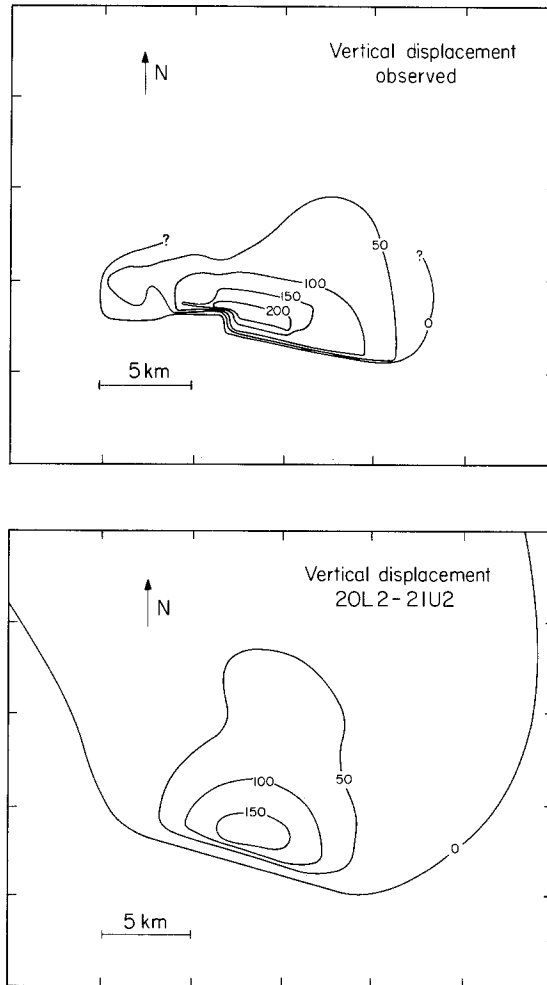 Vertical displacement
observed
N
?
50
?
100
150
200
0
5 km
Vertical displacement
20L2-21U2
N
50
100
150
0
5 km